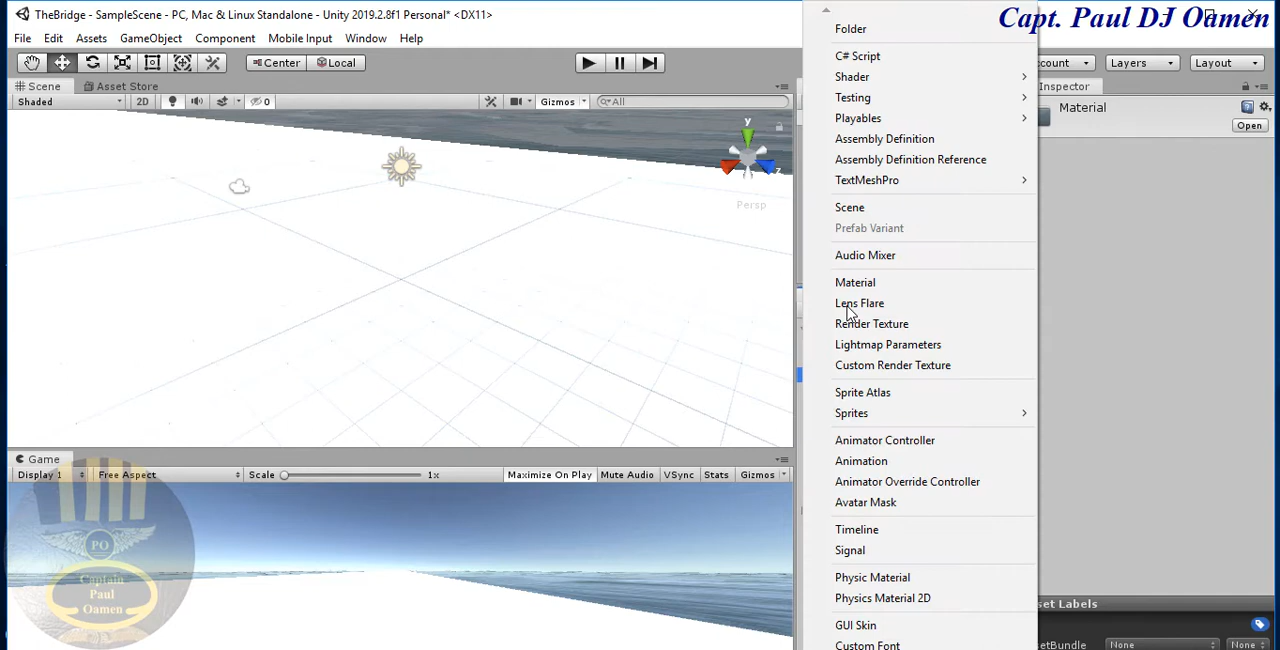 TheBridge - SampleScene - PC, Mac & Linux Standalone - Unity 2019.2.8f1 Personal* <DX11>
Capt. Paul DJ Oamen
File Edit Assets GameObject Component Mobile Input Window Help
Center Local
count Layers Layout
Scene Asset Store
Shaded 2D 0 Gizmos All
Inspector
Material
Open
y
z
Persp
Folder
C# Script
Shader
Testing
Playables
Assembly Definition
Assembly Definition Reference
TextMeshPro
Scene
Prefab Variant
Audio Mixer
Material
Lens Flare
Render Texture
Lightmap Parameters
Custom Render Texture
Sprite Atlas
Sprites
Animator Controller
Animation
Animator Override Controller
Avatar Mask
Timeline
Signal
Physic Material
Physics Material 2D
GUI Skin
Custom Font
Game
Display 1 Free Aspect Scale 1x Maximize On Play Mute Audio VSync Stats Gizmos
PO
Captain
Paul
Oamen
set Labels
setBundle None None